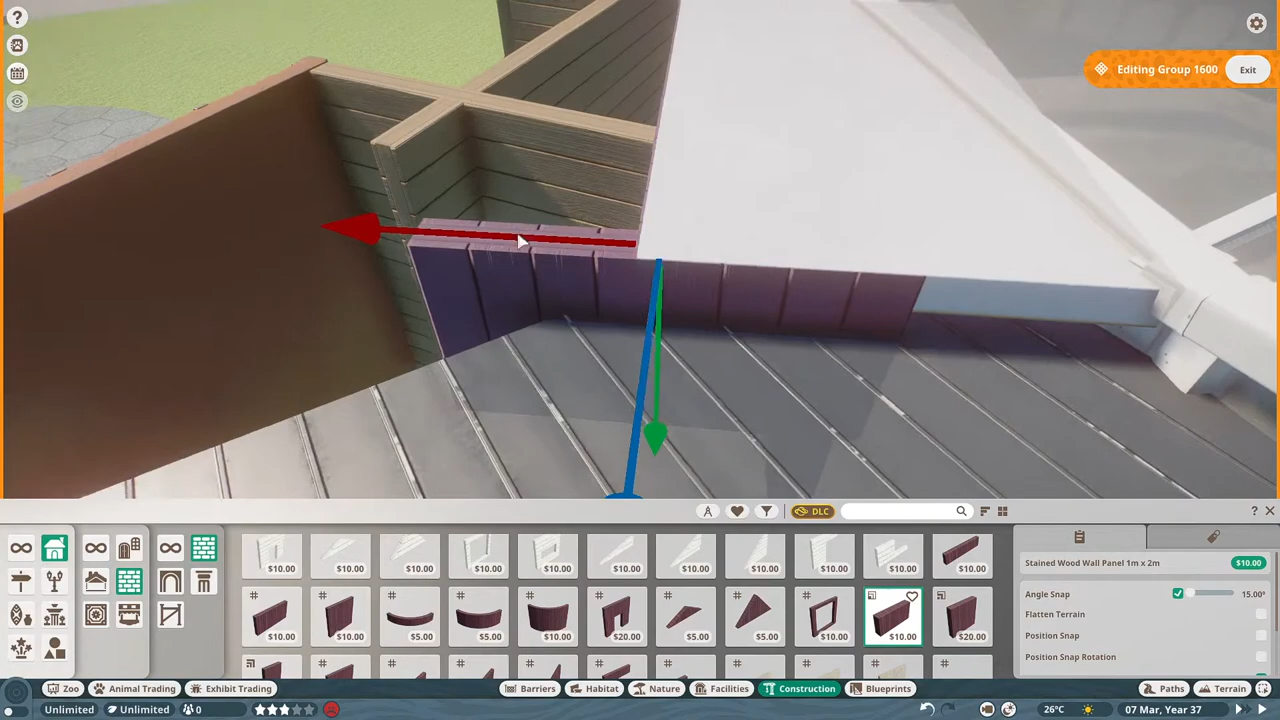 ?
Editing Group 1600
Exit
DLC
? ×
$10.00 $10.00 $10.00 $10.00 $10.00 $10.00 $10.00 $10.00 $10.00 $10.00 $10.00
$10.00 $10.00 $5.00 $5.00 $10.00 $20.00 $5.00 $5.00 $10.00 $10.00 $20.00
Stained Wood Wall Panel 1m x 2m $10.00
Angle Snap 15.00°
Flatten Terrain
Position Snap
Position Snap Rotation
Zoo Animal Trading Exhibit Trading Barriers Habitat Nature Facilities Construction Blueprints Paths Terrain
Unlimited Unlimited 0 26°C 07 Mar, Year 37